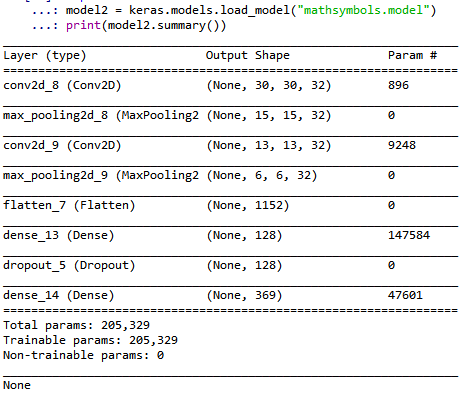 ...: model2 = keras.models.load_model("mathsymbols.model")
...: print(model2.summary())
Layer (type) Output Shape Param #
=================================================================
conv2d_8 (Conv2D) (None, 30, 30, 32) 896
max_pooling2d_8 (MaxPooling2 (None, 15, 15, 32) 0
conv2d_9 (Conv2D) (None, 13, 13, 32) 9248
max_pooling2d_9 (MaxPooling2 (None, 6, 6, 32) 0
flatten_7 (Flatten) (None, 1152) 0
dense_13 (Dense) (None, 128) 147584
dropout_5 (Dropout) (None, 128) 0
dense_14 (Dense) (None, 369) 47601
=================================================================
Total params: 205,329
Trainable params: 205,329
Non-trainable params: 0
None